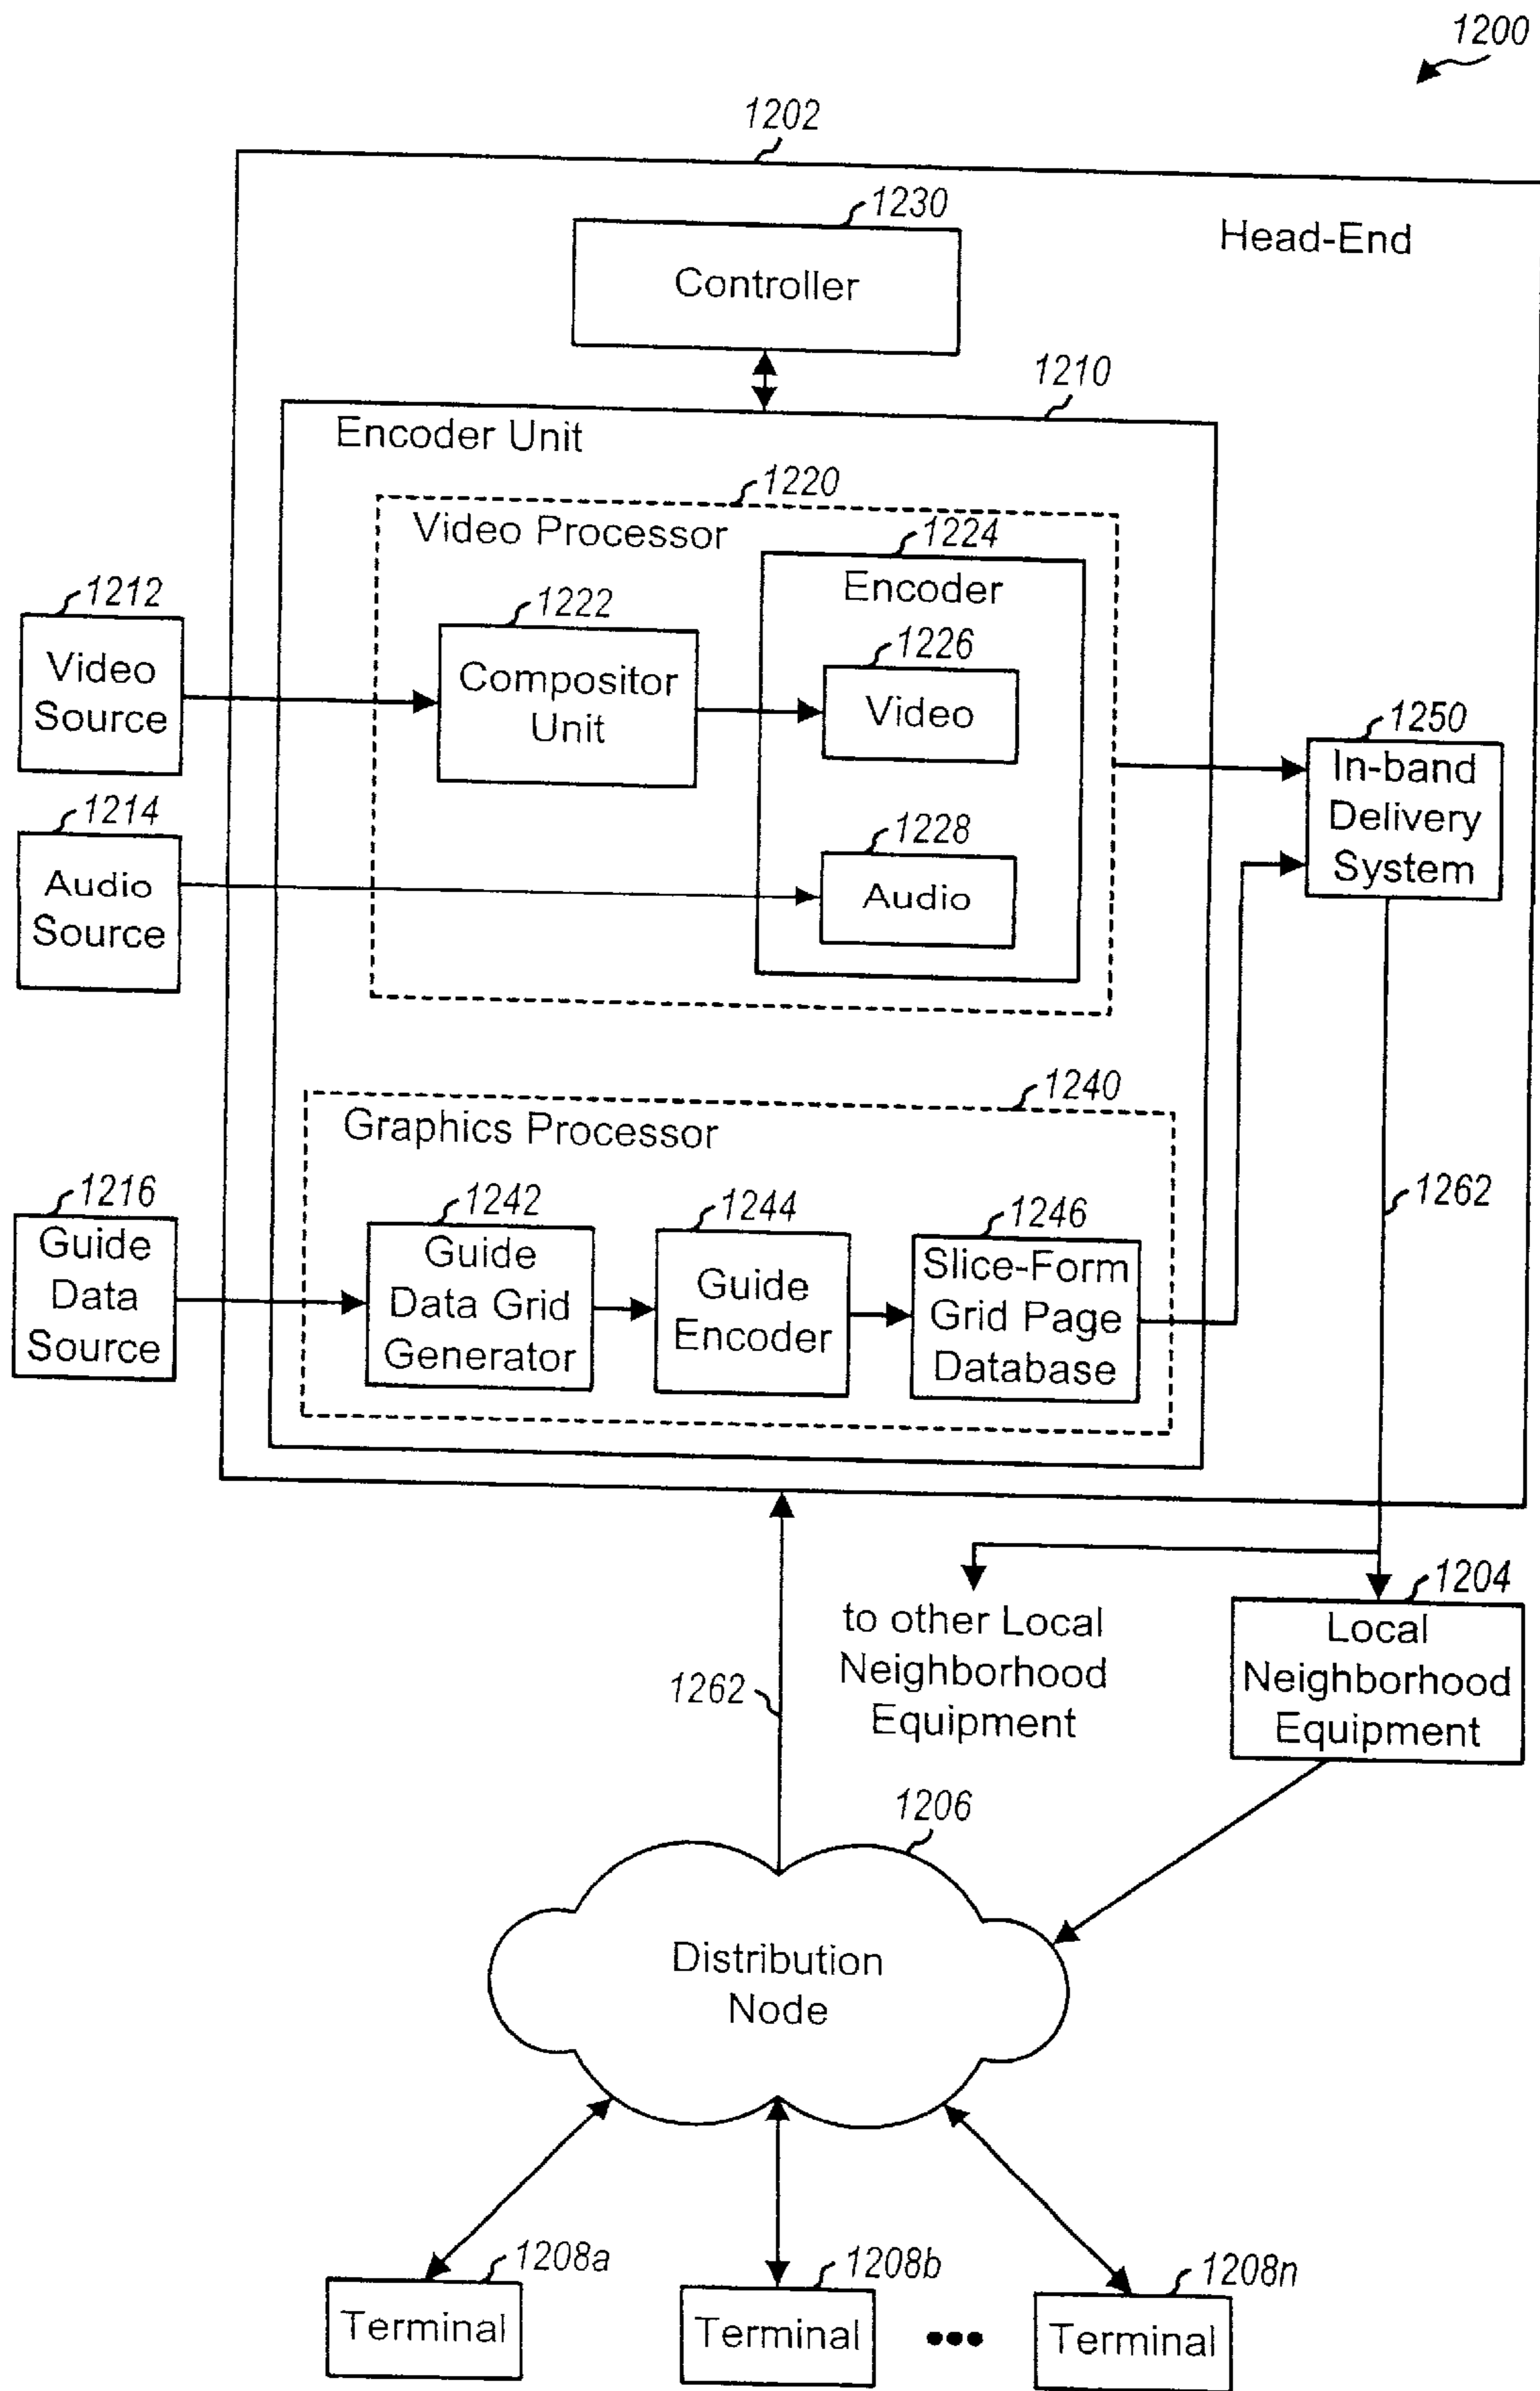 1200
1202
Head-End
1230
Controller
1210
Encoder Unit
1220
Video Processor
1224
Encoder
1212
Video
Source
1222
Compositor
Unit
1226
Video
1250
In-band
Delivery
System
1214
Audio
Source
1228
Audio
1240
Graphics Processor
1216
Guide
Data
Source
1242
Guide
Data Grid
Generator
1244
Guide
Encoder
1246
Slice-Form
Grid Page
Database
1262
to other Local
Neighborhood
Equipment
1204
Local
Neighborhood
Equipment
1262
1206
Distribution
Node
1208a
Terminal
1208b
Terminal
•••
1208n
Terminal